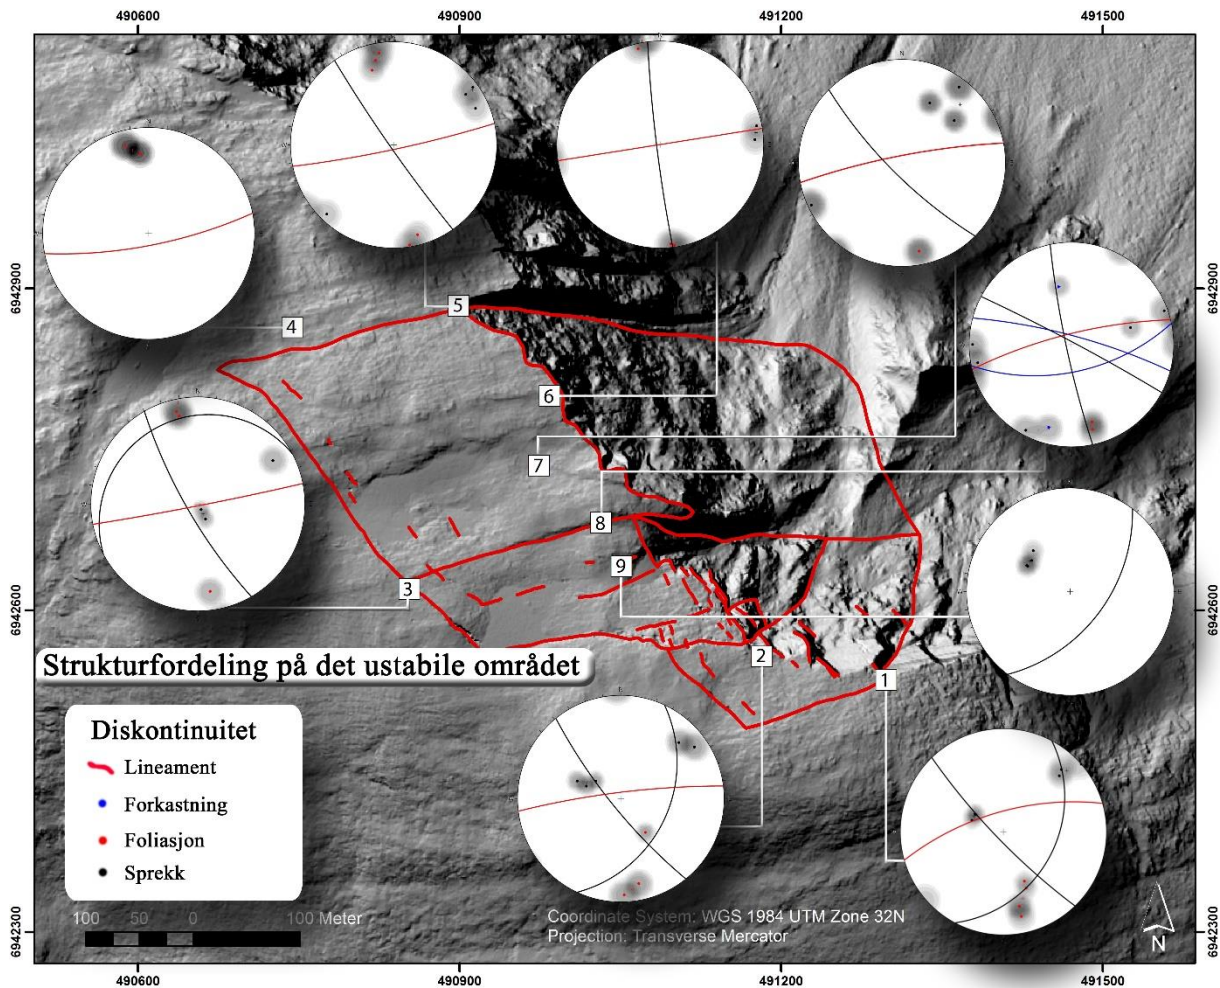 490600 490900 491200 491500
6942900 6942900
4
5
6
7
8
9
3
6942600 6942600
2
1
Strukturfordeling på det ustabile området
Diskontinuitet
Lineament
Forkastning
Foliasjon
Sprekk
100 50 0 100 Meter
Coordinate System: WGS 1984 UTM Zone 32N
Projection: Transverse Mercator
N
6942300 6942300
490600 490900 491200 491500